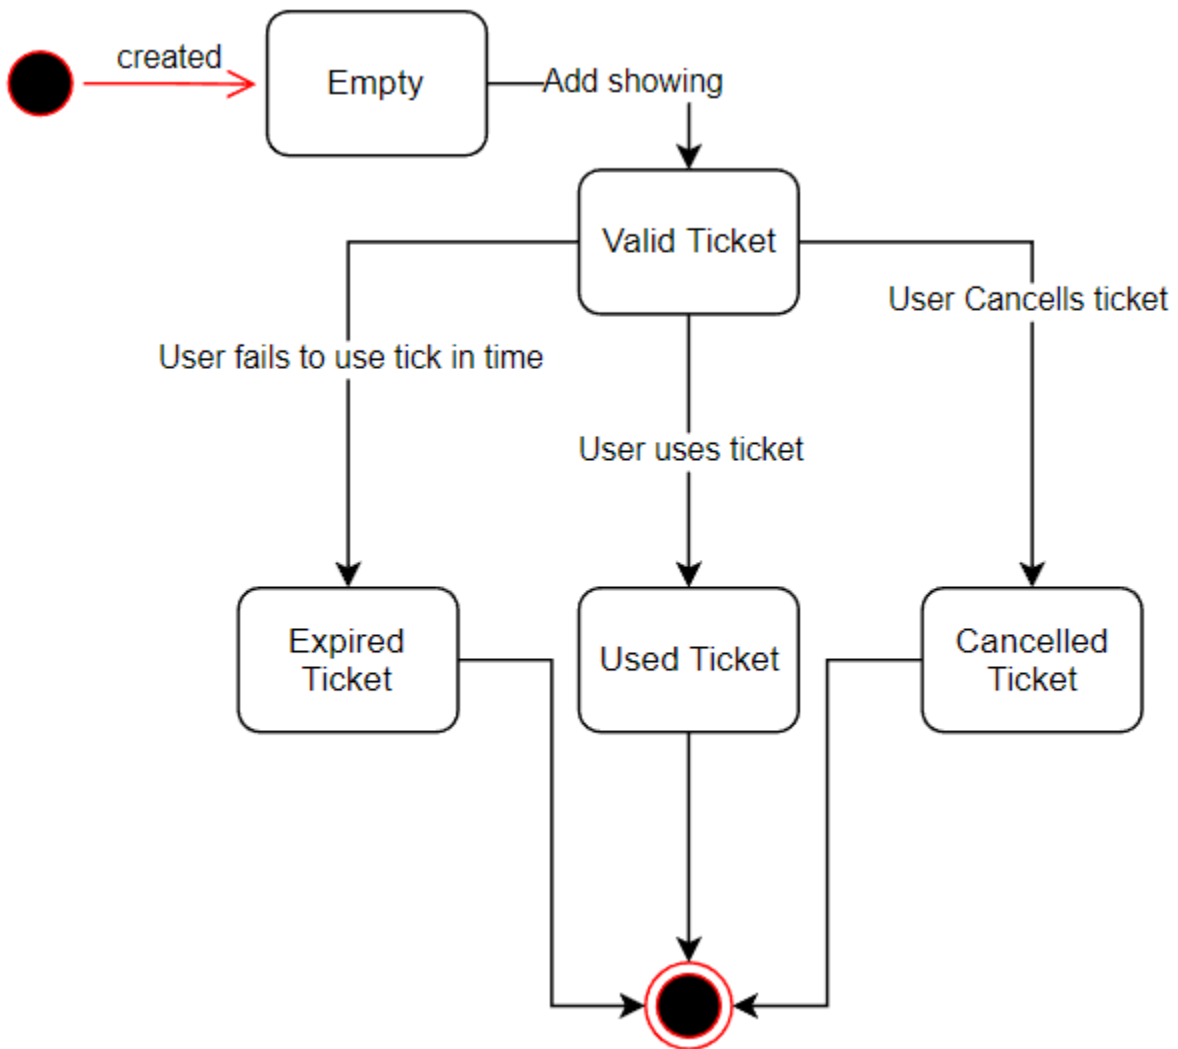 created
Empty
Add showing
Valid Ticket
User Cancells ticket
User fails to use tick in time
User uses ticket
Expired
Ticket
Used Ticket
Cancelled
Ticket